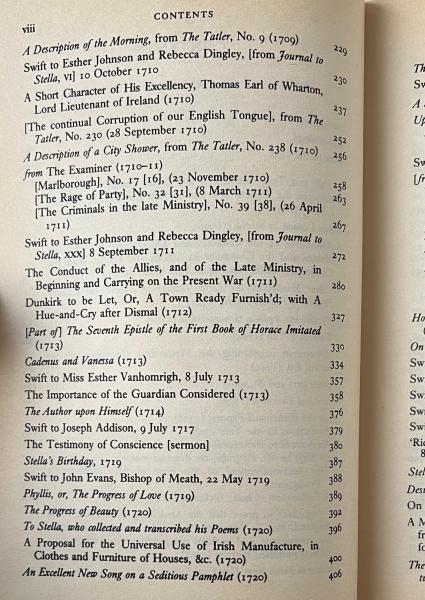 viii
CONTENTS
A Description of the Morning, from The Tatler, No. 9 (1709) 229
Swift to Esther Johnson and Rebecca Dingley, [from Journal to
Stella, VI] 10 October 1710 230
A Short Character of His Excellency, Thomas Earl of Wharton,
Lord Lieutenant of Ireland (1710) 237
[The continual Corruption of our English Tongue], from The
Tatler, No. 230 (28 September 1710) 252
A Description of a City Shower, from The Tatler, No. 238 (1710) 256
from The Examiner (1710–11)
[Marlborough], No. 17 [16], (23 November 1710) 258
[The Rage of Party], No. 32 [31], (8 March 1711) 263
[The Criminals in the late Ministry], No. 39 [38], (26 April
1711) 267
Swift to Esther Johnson and Rebecca Dingley, [from Journal to
Stella, xxx] 8 September 1711 272
The Conduct of the Allies, and of the Late Ministry, in
Beginning and Carrying on the Present War (1711) 280
Dunkirk to be Let, Or, A Town Ready Furnish'd; with A
Hue-and-Cry after Dismal (1712) 327
[Part of] The Seventh Epistle of the First Book of Horace Imitated
(1713) 330
Cadenus and Vanessa (1713) 334
Swift to Miss Esther Vanhomrigh, 8 July 1713 357
The Importance of the Guardian Considered (1713) 358
The Author upon Himself (1714) 376
Swift to Joseph Addison, 9 July 1717 379
The Testimony of Conscience [sermon] 380
Stella's Birthday, 1719 387
Swift to John Evans, Bishop of Meath, 22 May 1719 388
Phyllis, or, The Progress of Love (1719) 389
The Progress of Beauty (1720) 392
To Stella, who collected and transcribed his Poems (1720) 396
A Proposal for the Universal Use of Irish Manufacture, in
Clothes and Furniture of Houses, &c. (1720) 400
An Excellent New Song on a Seditious Pamphlet (1720) 406